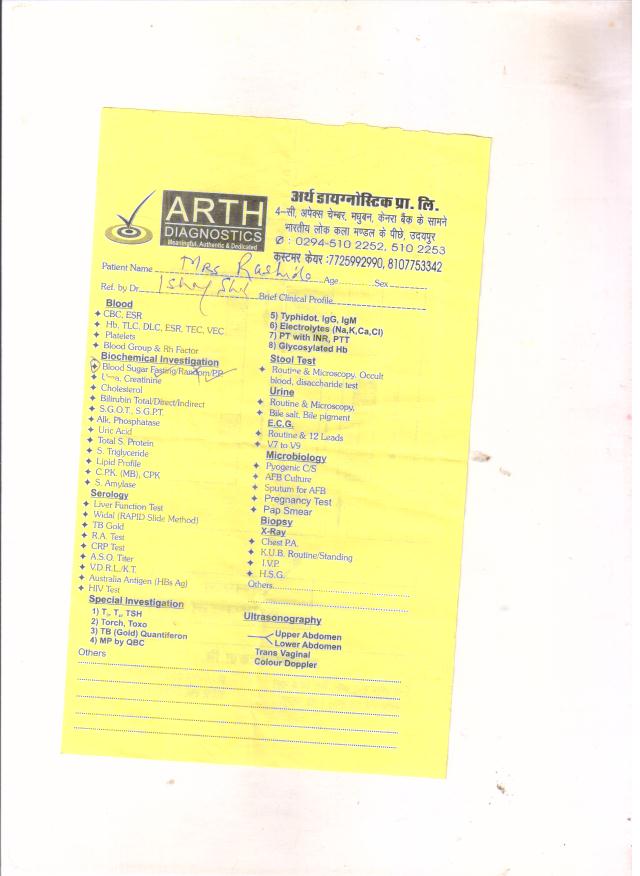 ARTH
DIAGNOSTICS
Meaningful, Authentic & Dedicated
अर्थ डायग्नोस्टिक प्रा. लि.
4-सी, अपेक्स चेम्बर, मधुबन, केनरा बैंक के सामने
भारतीय लोक कला मण्डल के पीछे, उदयपुर
✆ : 0294-510 2252, 510 2253
कस्टमर केयर :7725992990, 8107753342
Patient Name Mrs Rashida Age Sex
Ref. by Dr. Brief Clinical Profile
Blood
CBC, ESR
Hb, TLC, DLC, ESR, TEC, VEC
Platelets
Blood Group & Rh Factor
Biochemical Investigation
Blood Sugar Fasting/Random/PP
Creatinine
Cholesterol
Bilirubin Total/Direct/Indirect
S.G.O.T., S.G.P.T.
Alk. Phosphatase
Uric Acid
Total S. Protein
S. Triglyceride
Lipid Profile
C.PK. (MB), CPK
S. Amylase
Serology
Liver Function Test
Widal (RAPID Slide Method)
TB Gold
R.A. Test
CRP Test
A.S.O. Titer
V.D.R.L./K.T.
Australia Antigen (HBs Ag)
HIV Test
Special Investigation
1) T₃, T₄, TSH
2) Torch, Toxo
3) TB (Gold) Quantiferon
4) MP by QBC
5) Typhidot. IgG, IgM
6) Electrolytes (Na,K,Ca,Cl)
7) PT with INR, PTT
8) Glycosylated Hb
Stool Test
Routine & Microscopy, Occult
blood, disaccharide test
Urine
Routine & Microscopy,
Bile salt, Bile pigment
E.C.G.
Routine & 12 Leads
V7 to V9
Microbiology
Pyogenic C/S
AFB Culture
Sputum for AFB
Pregnancy Test
Pap Smear
Biopsy
X-Ray
Chest P.A.
K.U.B. Routine/Standing
I.V.P.
H.S.G.
Others
Ultrasonography
Upper Abdomen
Lower Abdomen
Trans Vaginal
Colour Doppler
Others